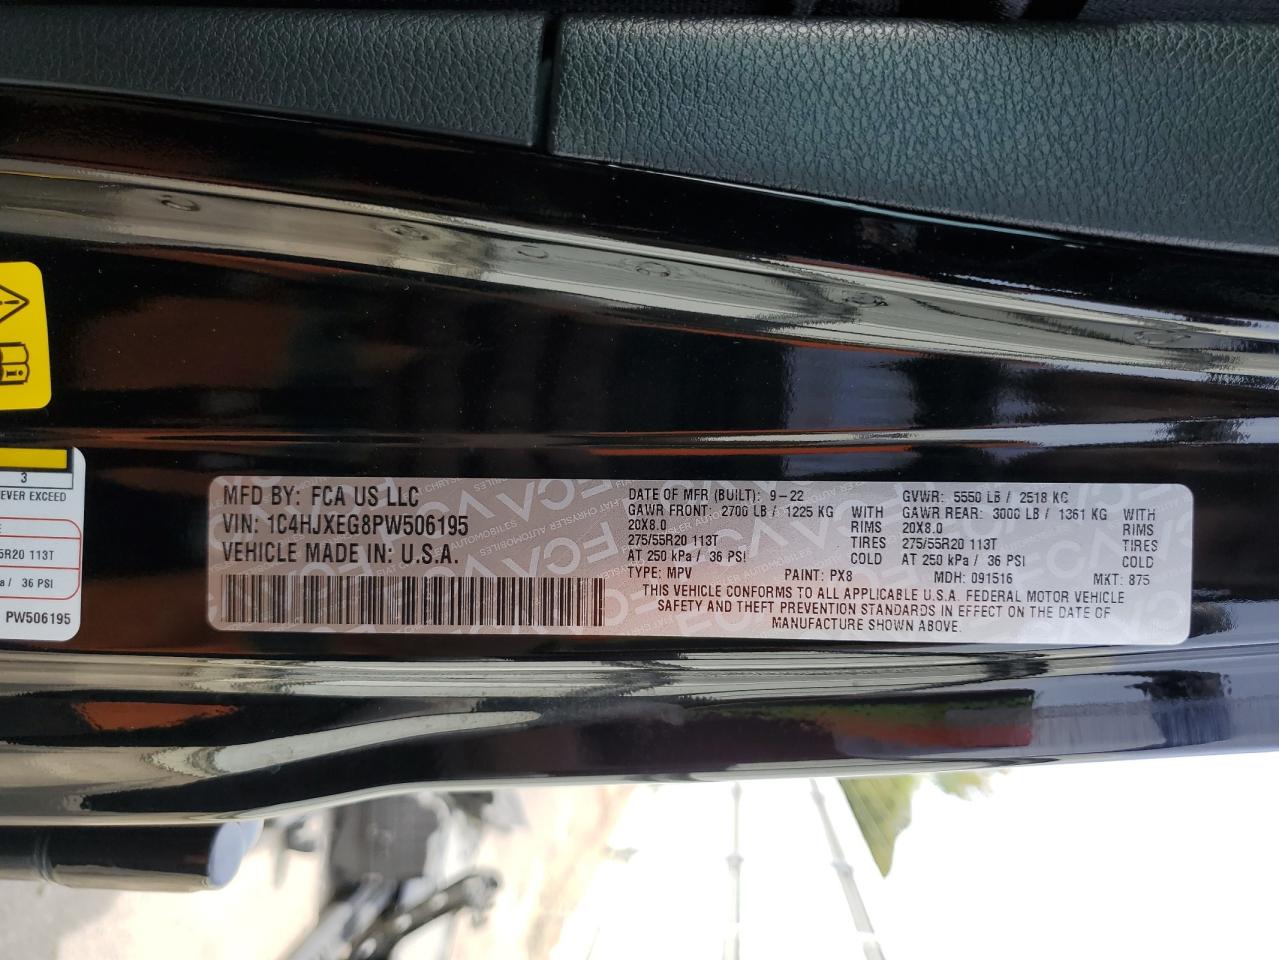 3
EVER EXCEED
5R20 113T
Pa / 36 PSI
PW506195
MFD BY: FCA US LLC
VIN: 1C4HJXEG8PW506195
VEHICLE MADE IN: U.S.A.
DATE OF MFR (BUILT): 9-22 GVWR: 5550 LB / 2518 KG
GAWR FRONT: 2700 LB / 1225 KG WITH GAWR REAR: 3000 LB / 1361 KG WITH
20X8.0 RIMS 20X8.0 RIMS
275/55R20 113T TIRES 275/55R20 113T TIRES
AT 250 kPa / 36 PSI COLD AT 250 kPa / 36 PSI COLD
TYPE: MPV PAINT: PX8 MDH: 091516 MKT: 875
THIS VEHICLE CONFORMS TO ALL APPLICABLE U.S.A. FEDERAL MOTOR VEHICLE
SAFETY AND THEFT PREVENTION STANDARDS IN EFFECT ON THE DATE OF
MANUFACTURE SHOWN ABOVE.